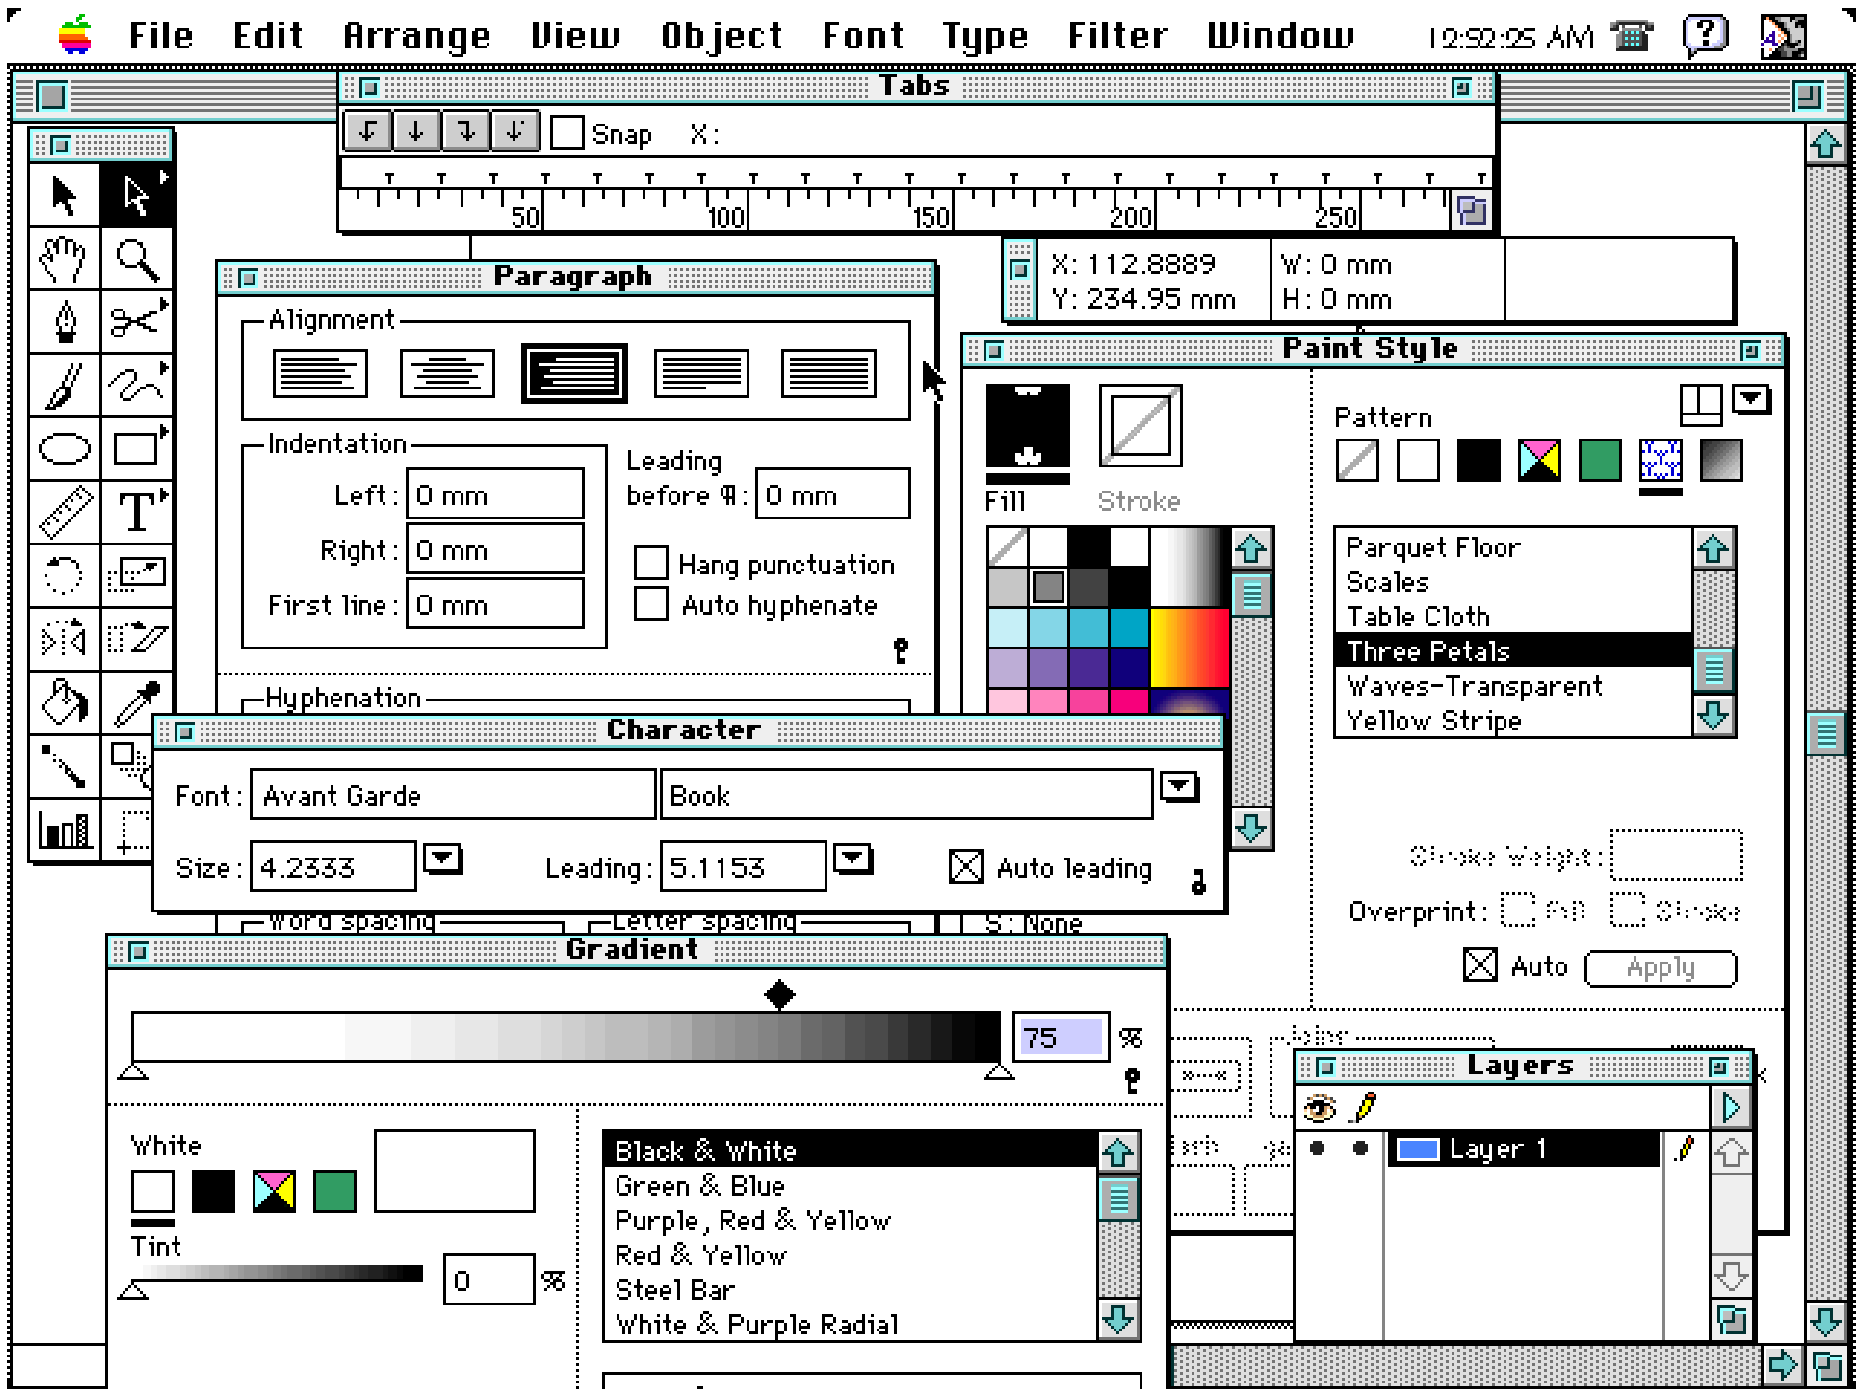 File Edit Arrange View Object Font Type Filter Window 12:52:25 AM
Tabs
Snap X:
50 100 150 200 250
X: 112.8889 W: 0 mm
Y: 234.95 mm H: 0 mm
Paragraph
Alignment
Indentation
Left: 0 mm
Right: 0 mm
First line: 0 mm
Leading
before ¶: 0 mm
Hang punctuation
Auto hyphenate
Hyphenation
Word spacing Letter spacing
Paint Style
Fill Stroke
Pattern
Parquet Floor
Scales
Table Cloth
Three Petals
Waves-Transparent
Yellow Stripe
Stroke Weight:
Overprint: Fill Stroke
Auto Apply
S: None
Character
Font: Avant Garde Book
Size: 4.2333 Leading: 5.1153 Auto leading
Gradient
75 %
White
Tint
0 %
Black & White
Green & Blue
Purple, Red & Yellow
Red & Yellow
Steel Bar
White & Purple Radial
Layers
Layer 1